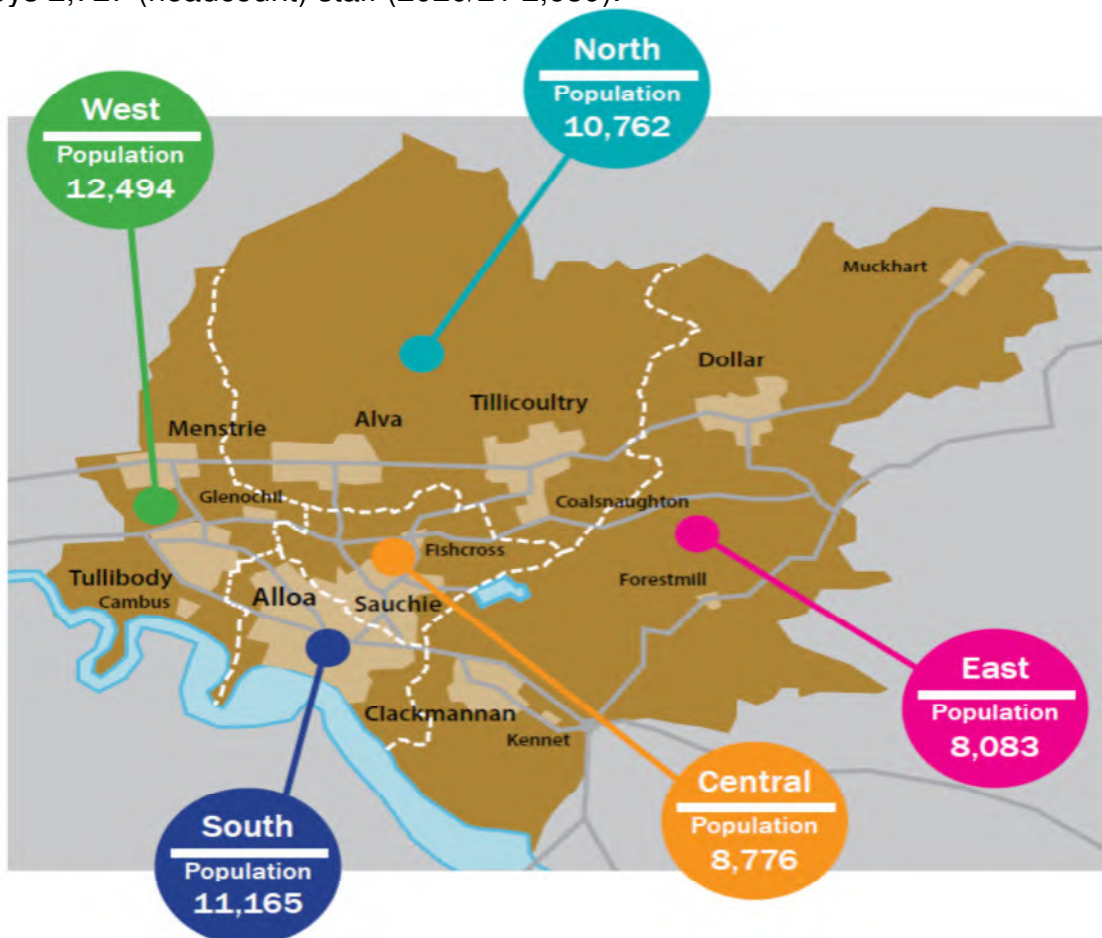 North
Population
10,762
West
Population
12,494
Muckhart
Dollar
Tillicoultry
Alva
Menstrie
Glenochil
Coalsnaughton
Fishcross
Tullibody
Cambus
Alloa
Sauchie
Forestmill
Clackmannan
Kennet
East
Population
8,083
Central
Population
8,776
South
Population
11,165